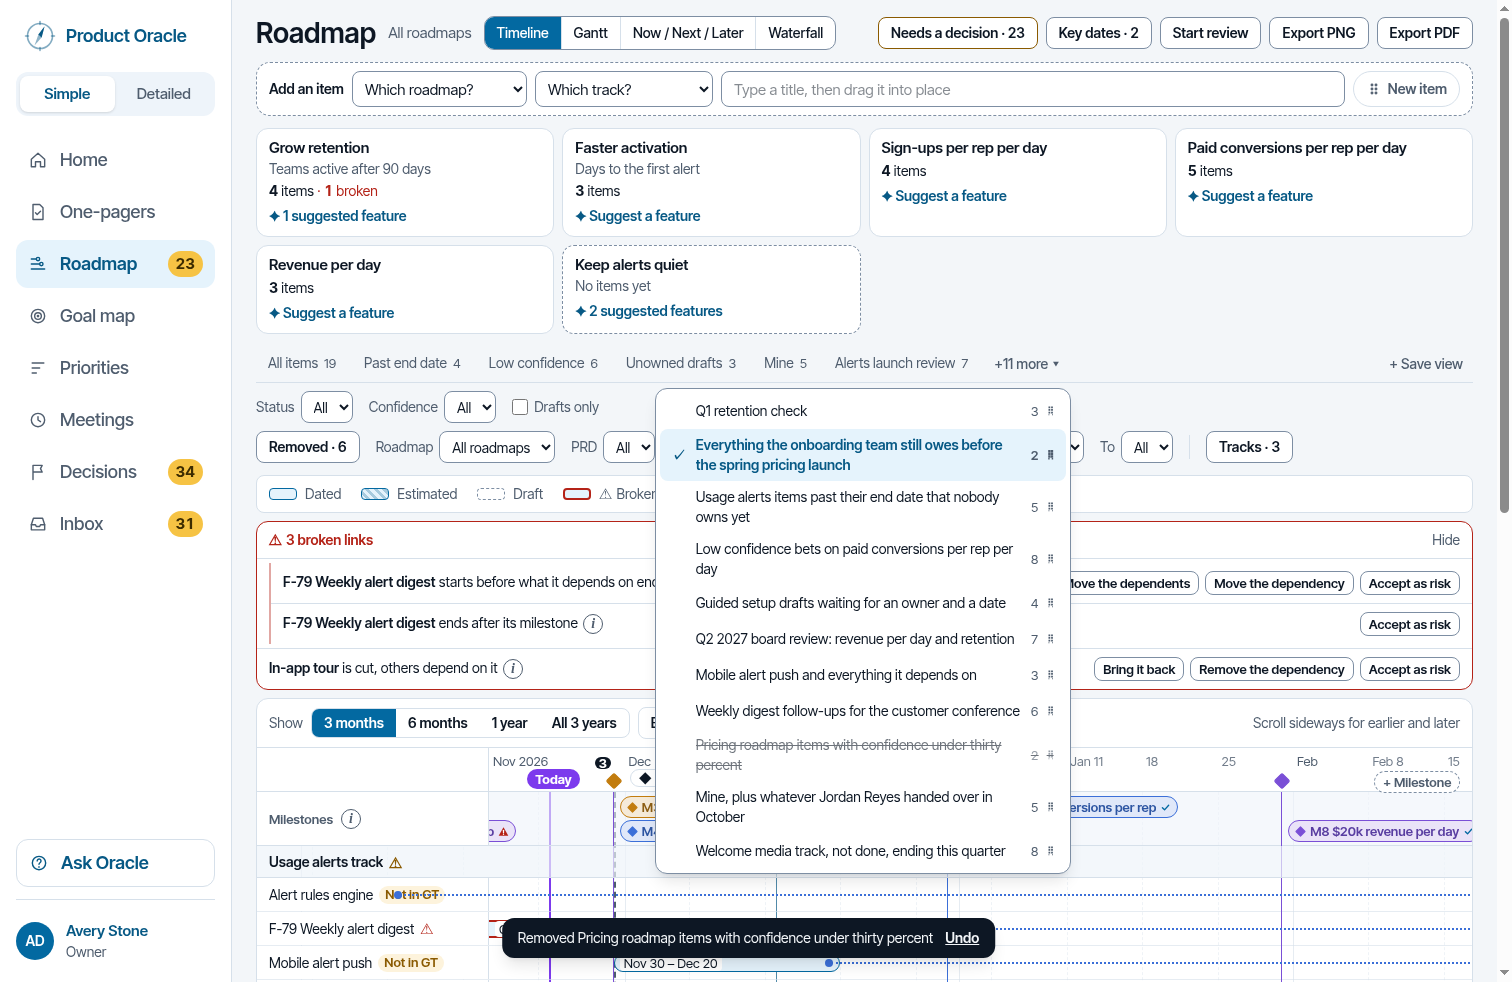 Product Oracle
Simple
Detailed
Home
One-pagers
Roadmap 23
Goal map
Priorities
Meetings
Decisions 34
Inbox 31
Ask Oracle
AD
Avery Stone
Owner
Roadmap All roadmaps
Timeline Gantt Now / Next / Later Waterfall
Needs a decision · 23 Key dates · 2 Start review Export PNG Export PDF
Add an item Which roadmap? Which track? Type a title, then drag it into place New item
Grow retention
Teams active after 90 days
4 items · 1 broken
1 suggested feature
Faster activation
Days to the first alert
3 items
Suggest a feature
Sign-ups per rep per day
4 items
Suggest a feature
Paid conversions per rep per day
5 items
Suggest a feature
Revenue per day
3 items
Suggest a feature
Keep alerts quiet
No items yet
2 suggested features
All items 19 Past end date 4 Low confidence 6 Unowned drafts 3 Mine 5 Alerts launch review 7 +11 more + Save view
Status All Confidence All Drafts only
Removed · 6 Roadmap All roadmaps PRD All To All Tracks · 3
Dated Estimated Draft Broken
Q1 retention check 3
Everything the onboarding team still owes before
the spring pricing launch 2
Usage alerts items past their end date that nobody
owns yet 5
Low confidence bets on paid conversions per rep per
day 8
Guided setup drafts waiting for an owner and a date 4
Q2 2027 board review: revenue per day and retention 7
Mobile alert push and everything it depends on 3
Weekly digest follow-ups for the customer conference 6
Pricing roadmap items with confidence under thirty
percent 2
Mine, plus whatever Jordan Reyes handed over in
October 5
Welcome media track, not done, ending this quarter 8
3 broken links Hide
F-79 Weekly alert digest starts before what it depends on
Move the dependents Move the dependency Accept as risk
F-79 Weekly alert digest ends after its milestone i
Accept as risk
In-app tour is cut, others depend on it i
Bring it back Remove the dependency Accept as risk
Show 3 months 6 months 1 year All 3 years
Scroll sideways for earlier and later
Nov 2026 3 Dec Jan 11 18 25 Feb Feb 8 15
Today + Milestone
Milestones i
per rep
M8 $20k revenue per day
Usage alerts track
Alert rules engine Not in GT
F-79 Weekly alert digest
Mobile alert push Not in GT
Nov 30 – Dec 20
Removed Pricing roadmap items with confidence under thirty percent Undo